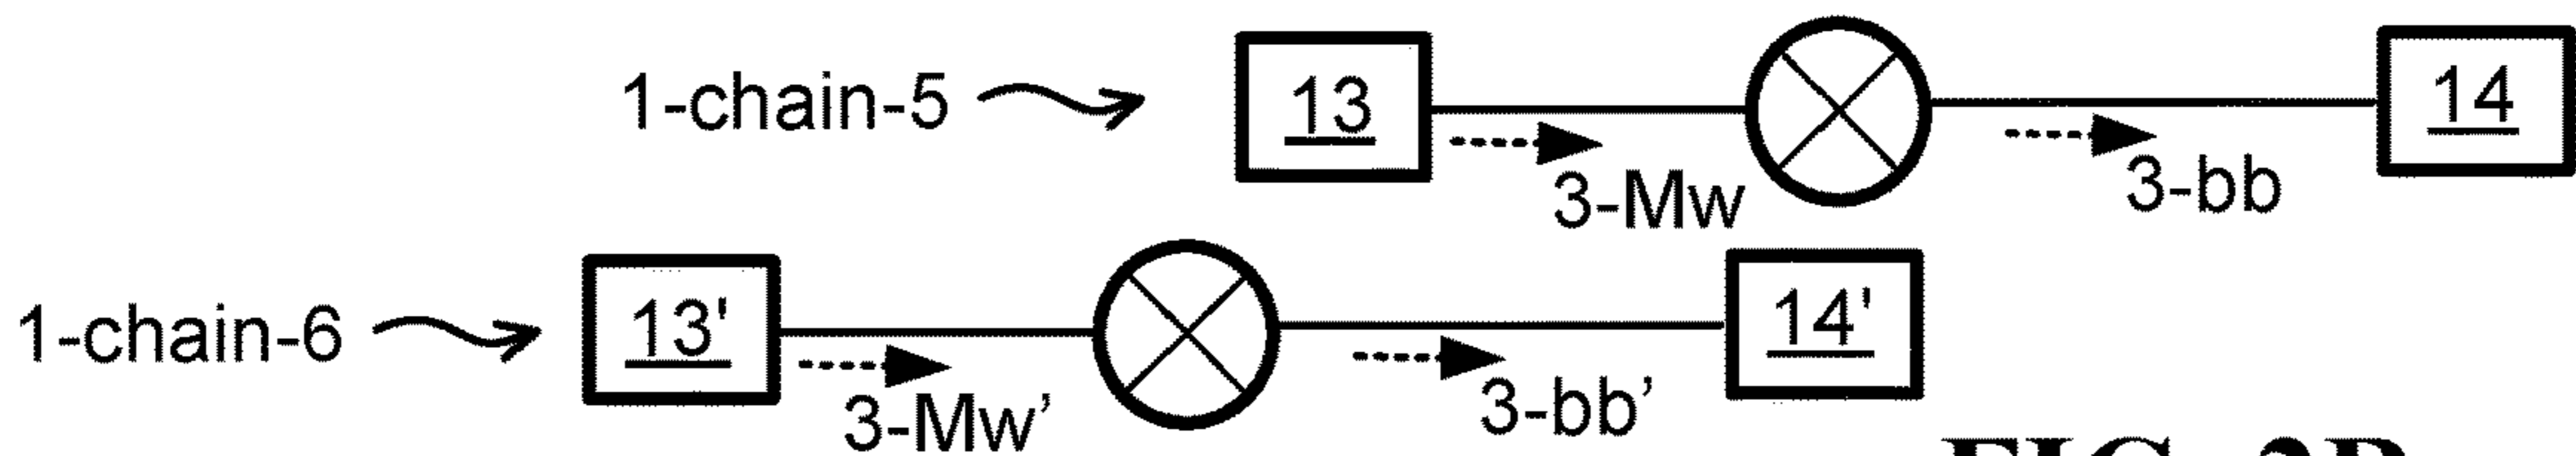 1-chain-5 13 14
3-Mw 3-bb
1-chain-6 13' 14'
3-Mw’ 3-bb’